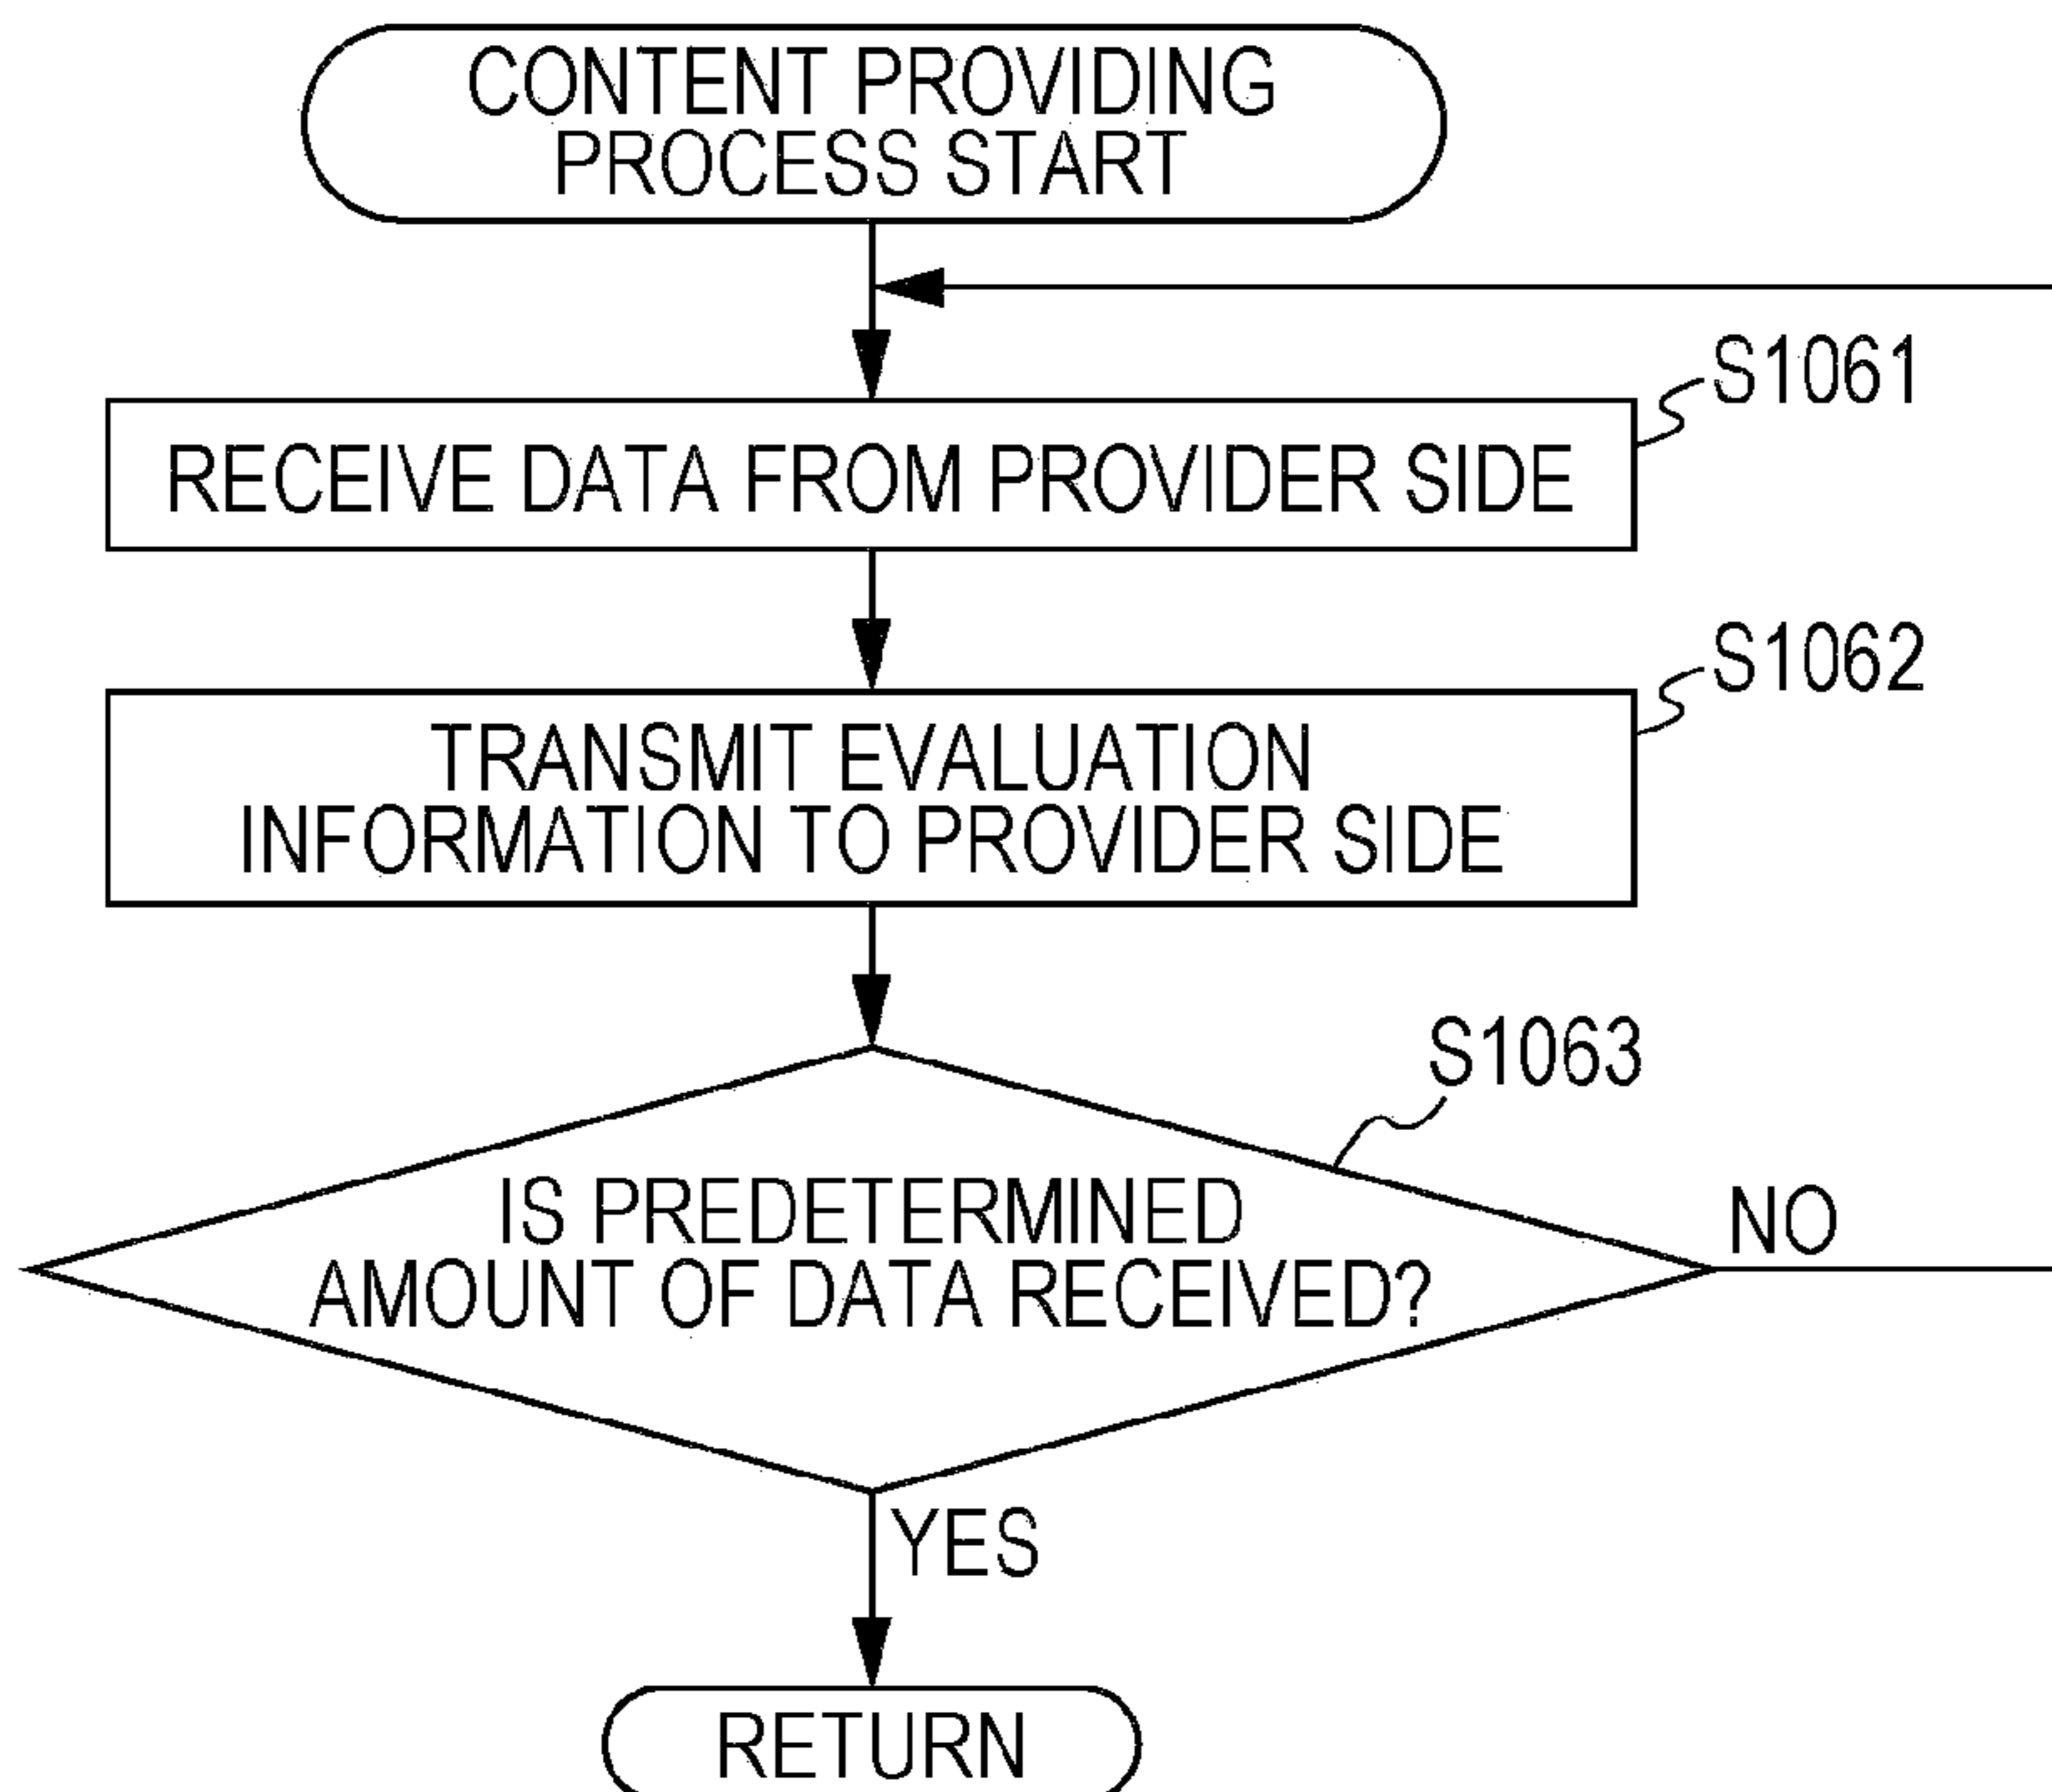 CONTENT PROVIDING
PROCESS START
S1061
RECEIVE DATA FROM PROVIDER SIDE
S1062
TRANSMIT EVALUATION
INFORMATION TO PROVIDER SIDE
S1063
IS PREDETERMINED
AMOUNT OF DATA RECEIVED?
NO
YES
RETURN